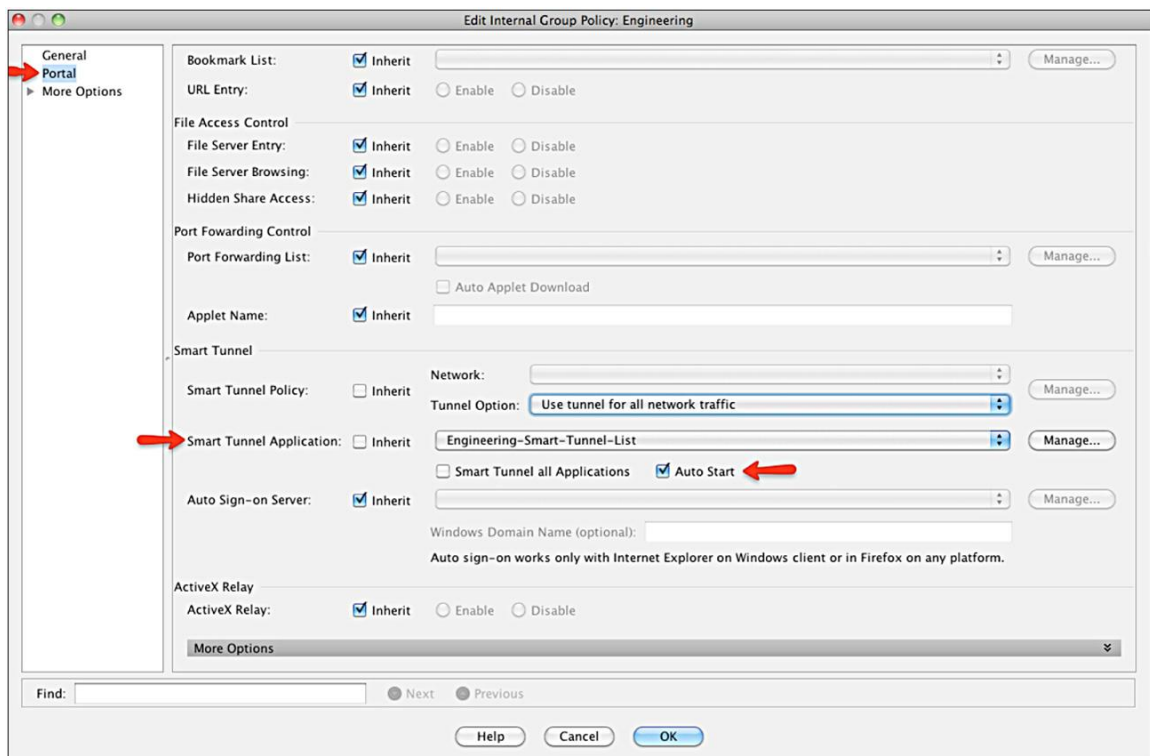 Edit Internal Group Policy: Engineering
General
Portal
More Options
Bookmark List: Inherit Manage...
URL Entry: Inherit Enable Disable
File Access Control
File Server Entry: Inherit Enable Disable
File Server Browsing: Inherit Enable Disable
Hidden Share Access: Inherit Enable Disable
Port Fowarding Control
Port Forwarding List: Inherit Manage...
Auto Applet Download
Applet Name: Inherit
Smart Tunnel
Network:
Smart Tunnel Policy: Inherit Manage...
Tunnel Option: Use tunnel for all network traffic
Smart Tunnel Application: Inherit Engineering-Smart-Tunnel-List Manage...
Smart Tunnel all Applications Auto Start
Auto Sign-on Server: Inherit Manage...
Windows Domain Name (optional):
Auto sign-on works only with Internet Explorer on Windows client or in Firefox on any platform.
ActiveX Relay
ActiveX Relay: Inherit Enable Disable
More Options
Find: Next Previous
Help Cancel OK